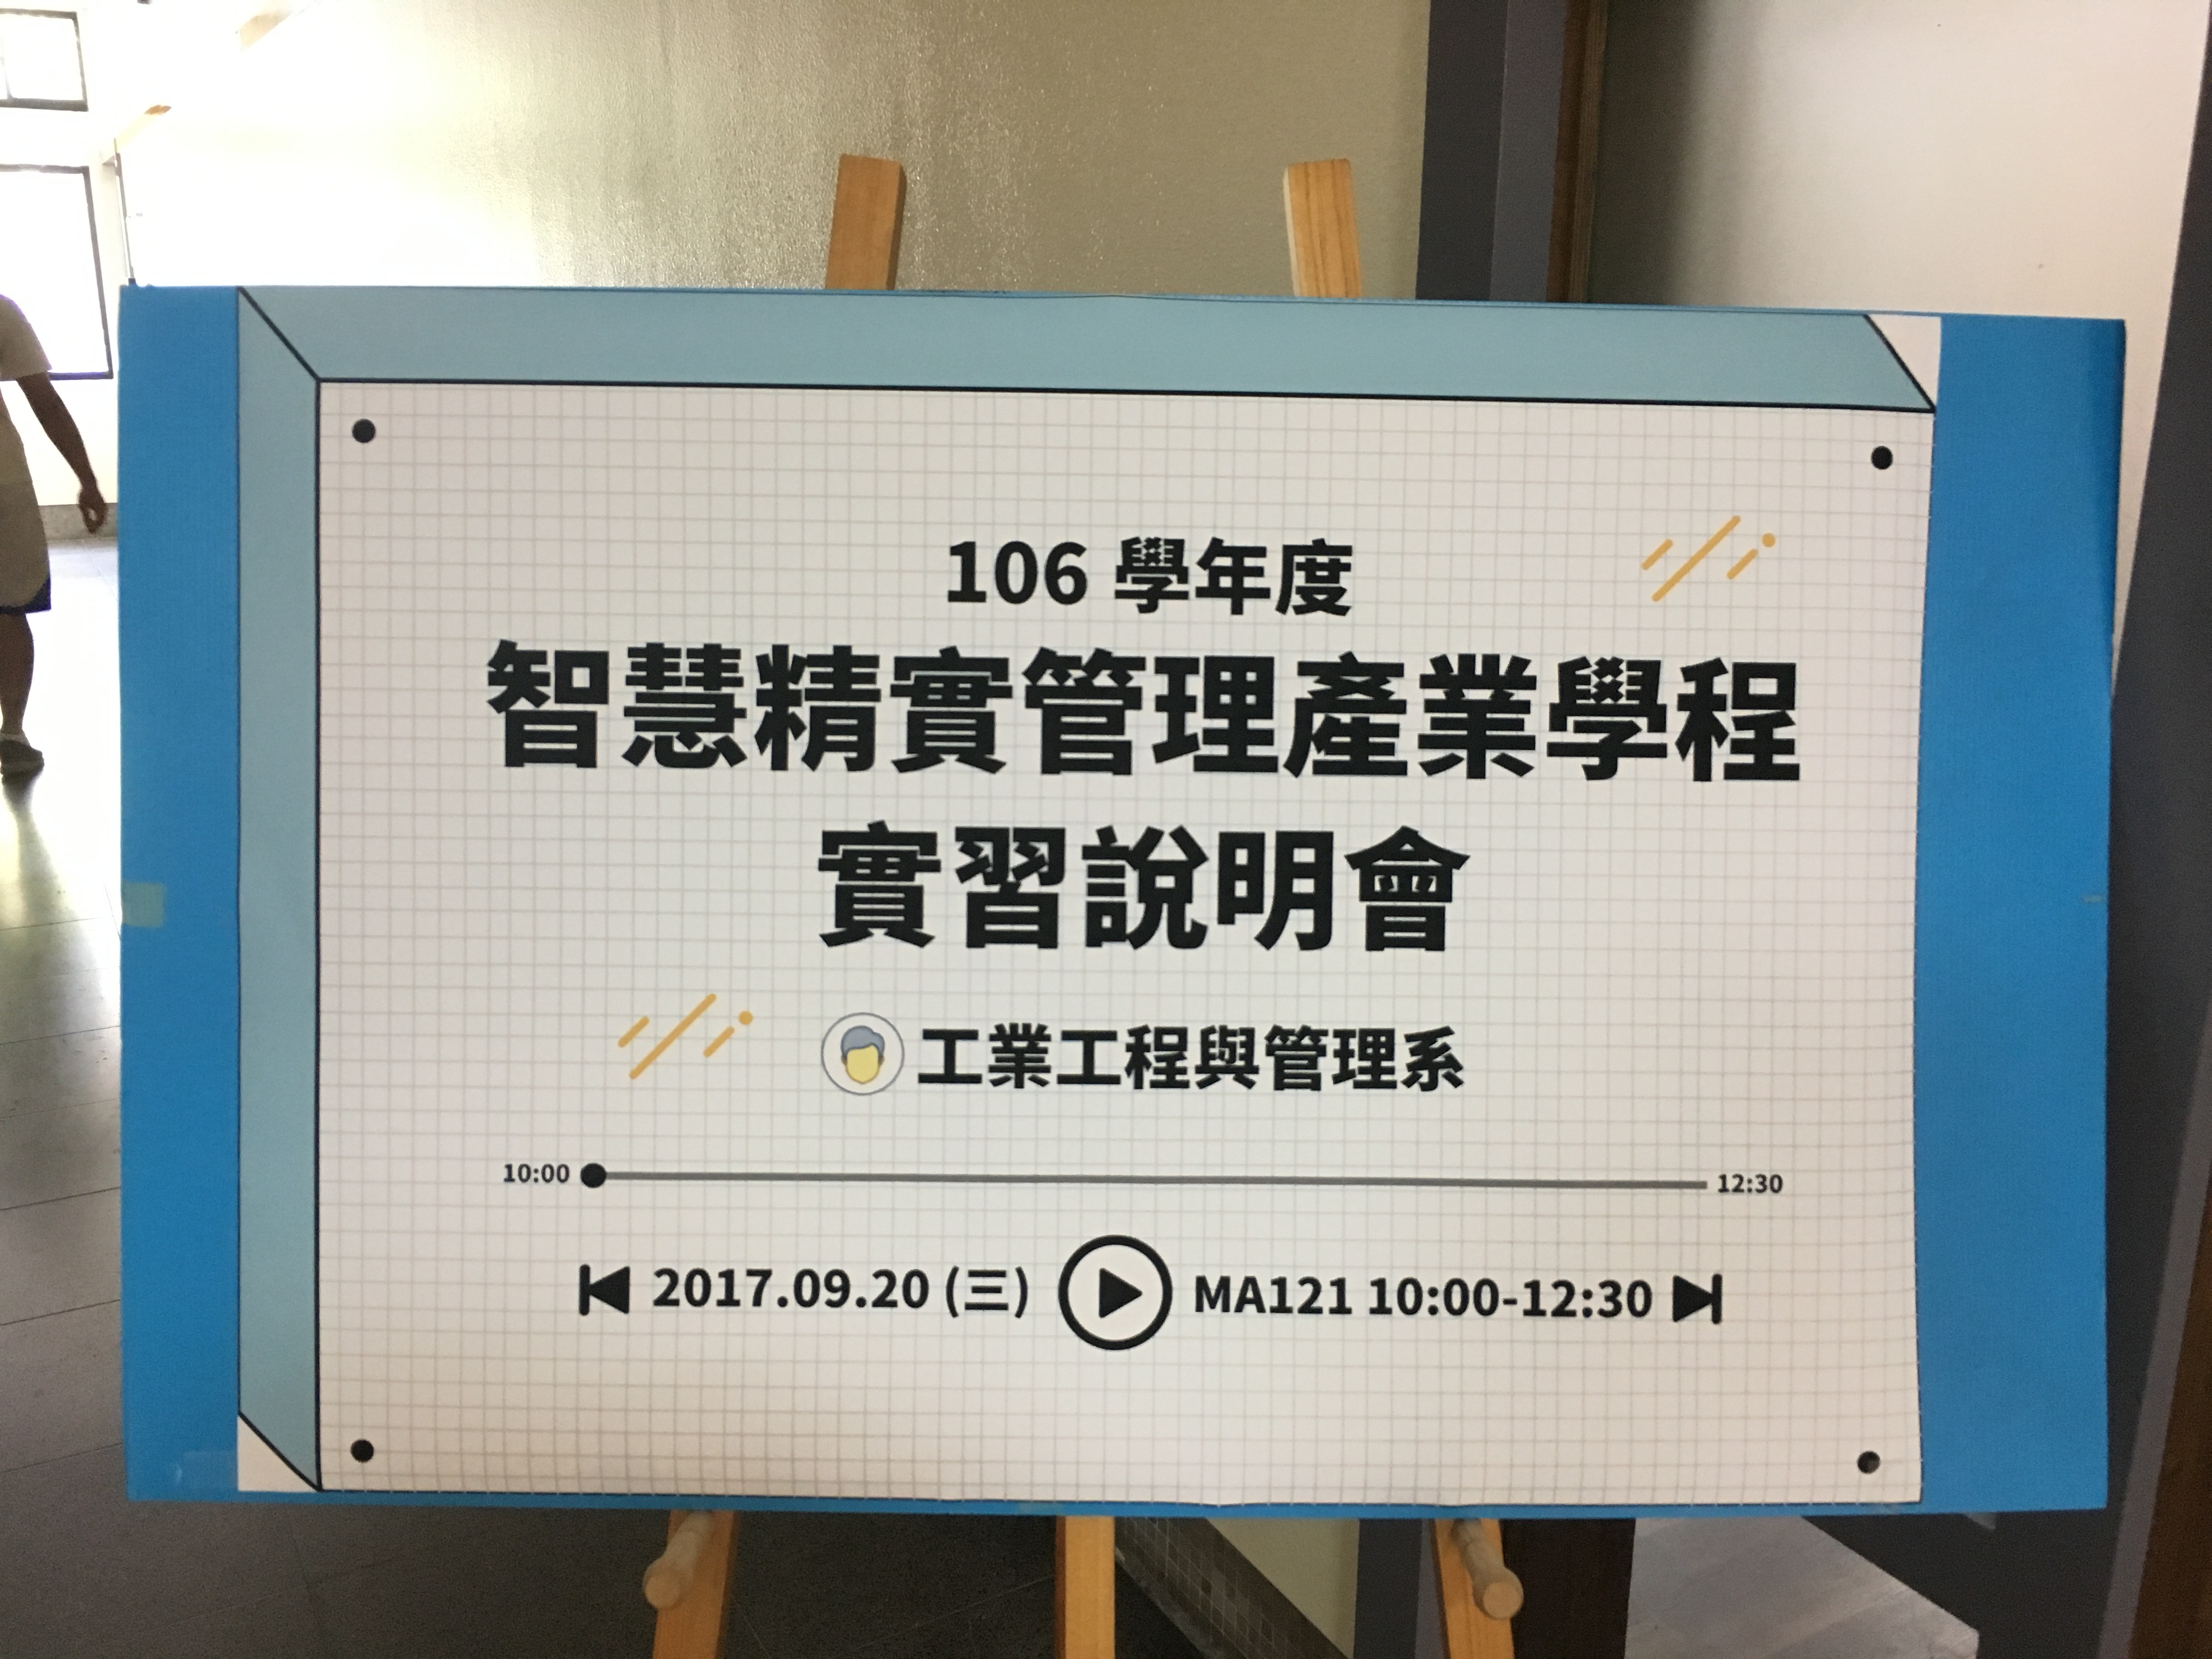 106 學年度
智慧精實管理產業學程
實習說明會
工業工程與管理系
10:00 12:30
2017.09.20 (三) MA121 10:00-12:30